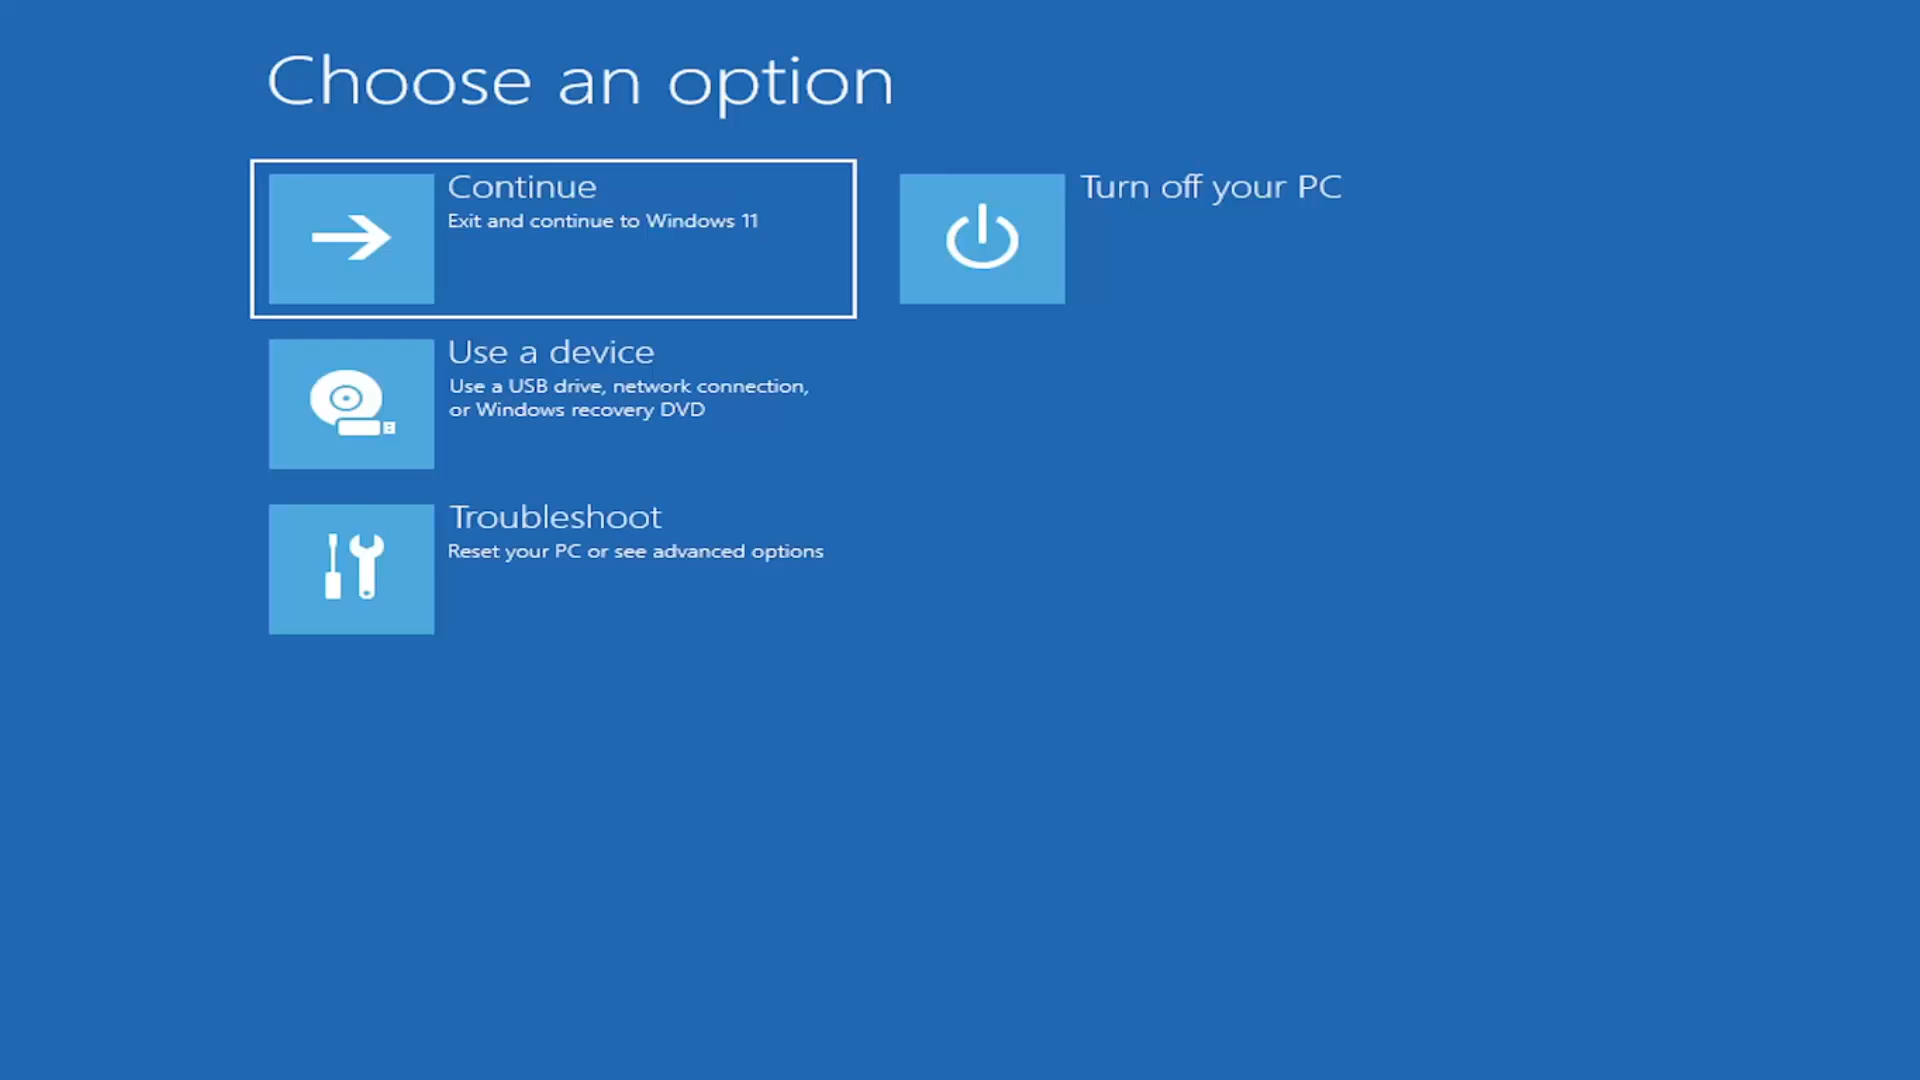 Choose an option
Continue
Exit and continue to Windows 11
Turn off your PC
Use a device
Use a USB drive, network connection,
or Windows recovery DVD
Troubleshoot
Reset your PC or see advanced options